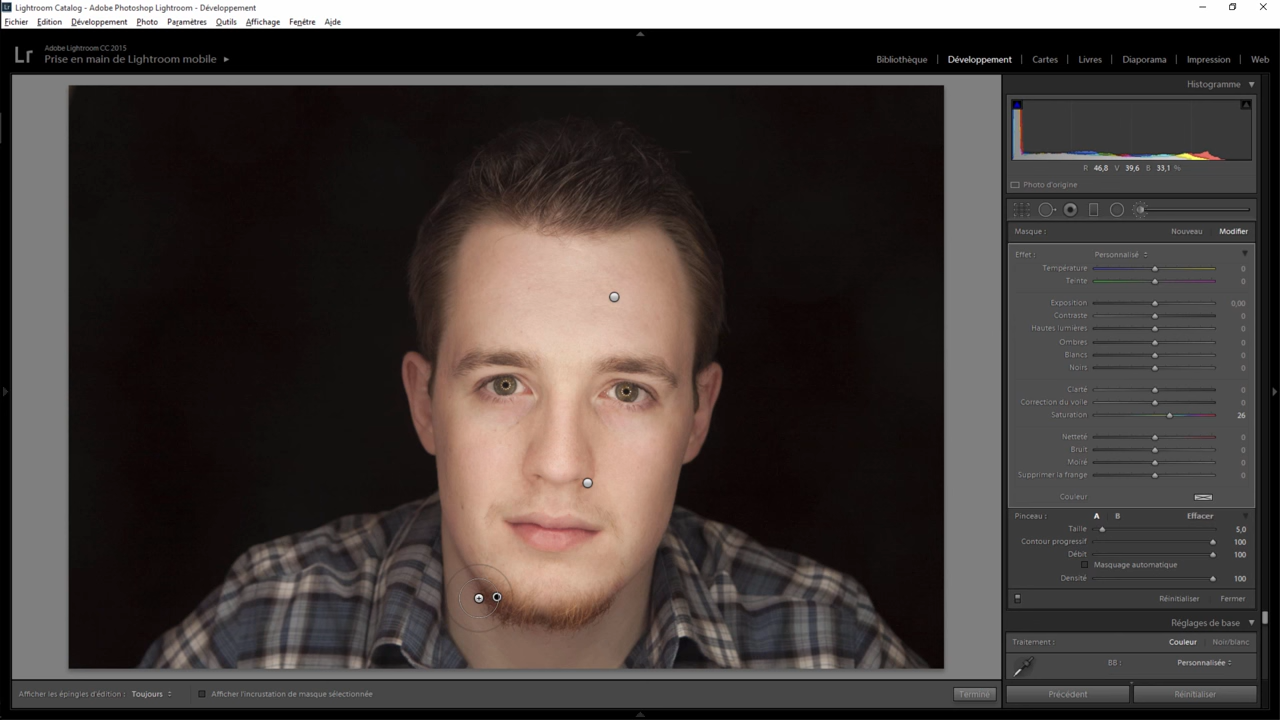 Lightroom Catalog - Adobe Photoshop Lightroom - Développement
Fichier Edition Développement Photo Paramètres Outils Affichage Fenêtre Aide
Lr
Adobe Lightroom CC 2015
Prise en main de Lightroom mobile
Bibliothèque | Développement | Cartes | Livres | Diaporama | Impression | Web
Histogramme
R 46,8 V 39,6 B 33,1 %
Photo d'origine
Masque : Nouveau Modifier
Effet : Personnalisé
Température 0
Teinte 0
Exposition 0,00
Contraste 0
Hautes lumières 0
Ombres 0
Blancs 0
Noirs 0
Clarté 0
Correction du voile 0
Saturation 26
Netteté 0
Bruit 0
Moiré 0
Supprimer la frange 0
Couleur
Pinceau : A B Effacer
Taille 5,0
Contour progressif 100
Débit 100
Masquage automatique
Densité 100
Réinitialiser Fermer
Réglages de base
Traitement : Couleur Noir/blanc
BB : Personnalisée
Afficher les épingles d'édition : Toujours Afficher l'incrustation de masque sélectionnée Terminé
Précédent Réinitialiser